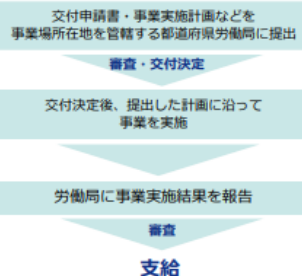 交付申請書・事業実施計画などを
事業場所在地を管轄する都道府県労働局に提出
審査・交付決定
交付決定後、提出した計画に沿って
事業を実施
労働局に事業実施結果を報告
審査
支給